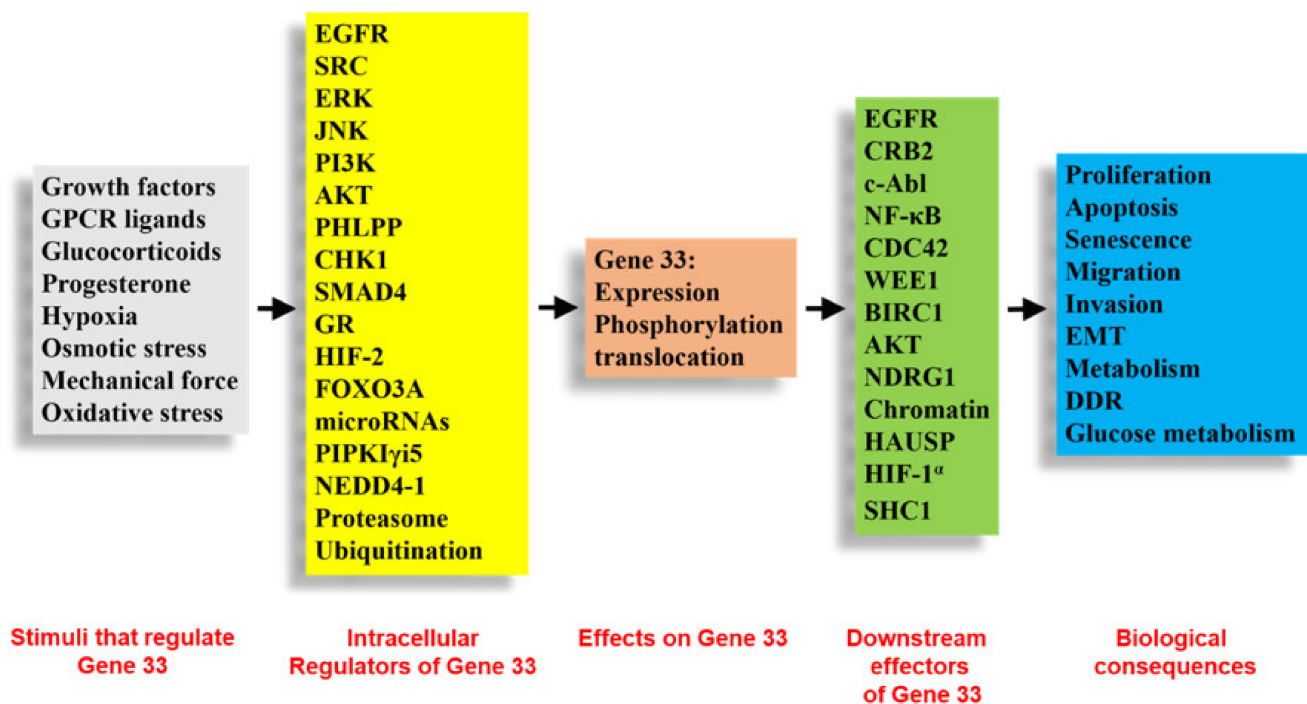 Growth factors
GPCR ligands
Glucocorticoids
Progesterone
Hypoxia
Osmotic stress
Mechanical force
Oxidative stress
EGFR
SRC
ERK
JNK
PI3K
AKT
PHLPP
CHK1
SMAD4
GR
HIF-2
FOXO3A
microRNAs
PIPKIγi5
NEDD4-1
Proteasome
Ubiquitination
Gene 33:
Expression
Phosphorylation
translocation
EGFR
CRB2
c-Abl
NF-κB
CDC42
WEE1
BIRC1
AKT
NDRG1
Chromatin
HAUSP
HIF-1α
SHC1
Proliferation
Apoptosis
Senescence
Migration
Invasion
EMT
Metabolism
DDR
Glucose metabolism
Stimuli that regulate
Gene 33
Intracellular
Regulators of Gene 33
Effects on Gene 33
Downstream
effectors
of Gene 33
Biological
consequences